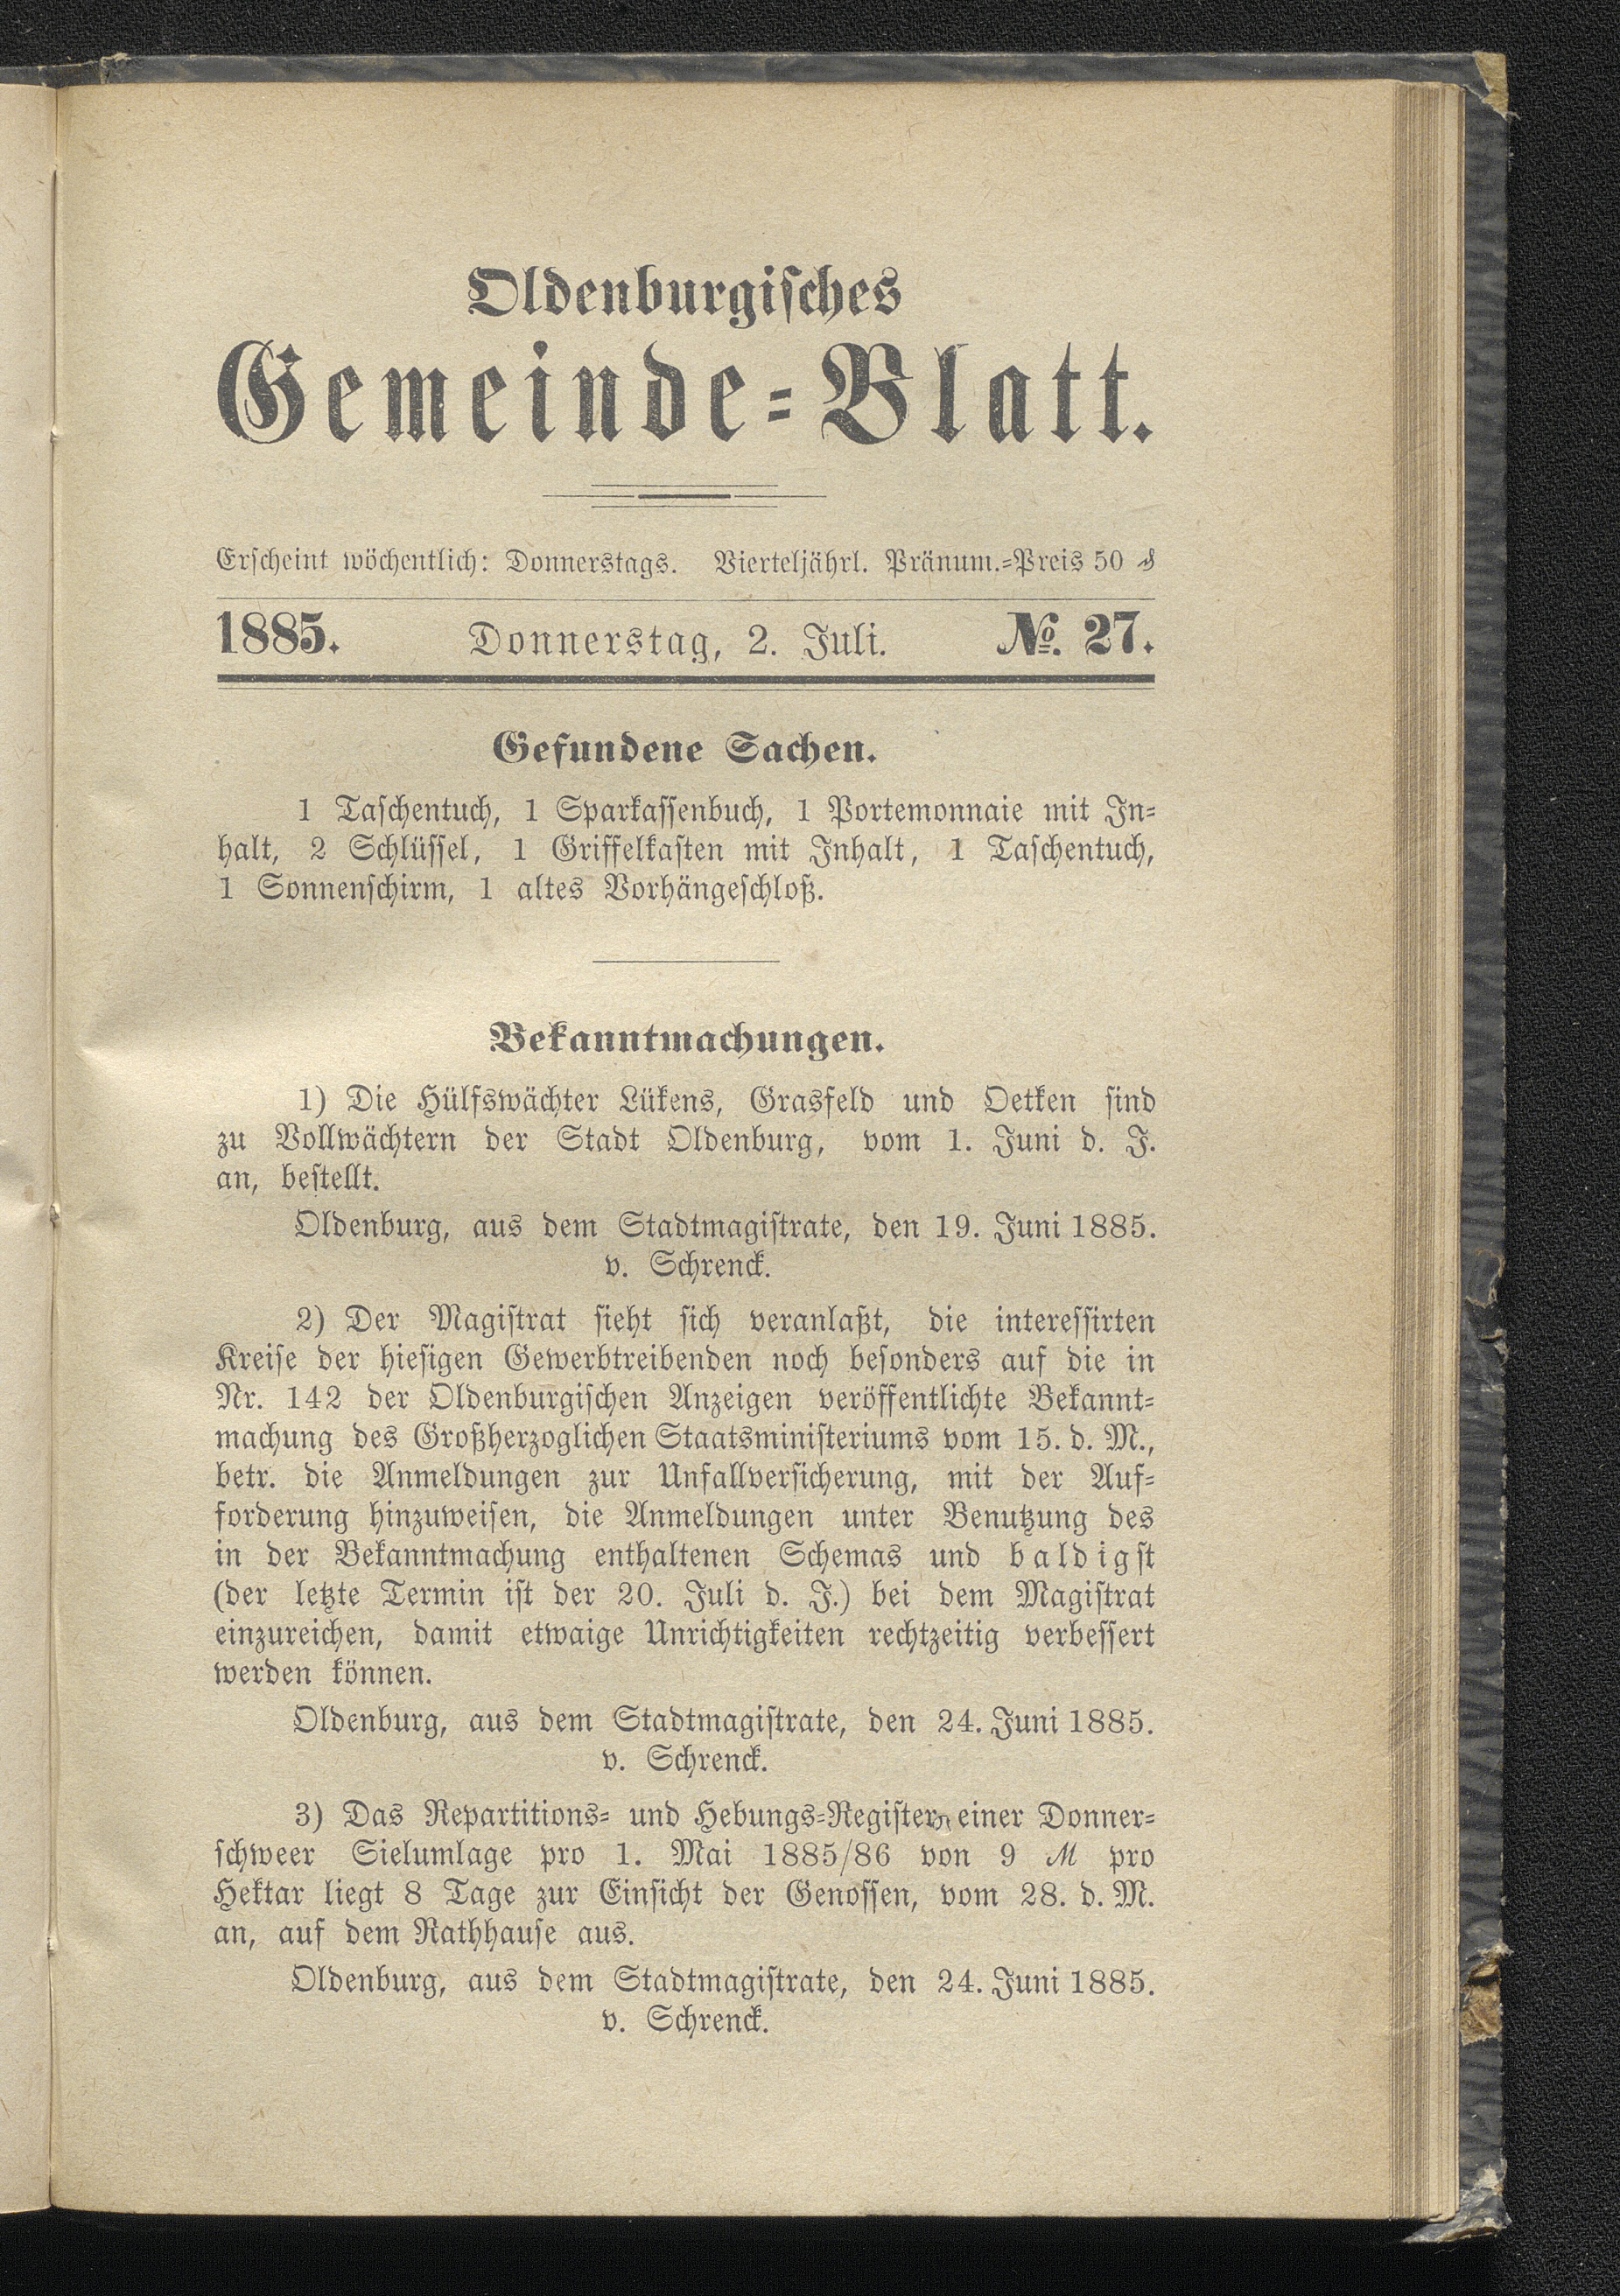 Oldenburgisches
Gemeinde-Blatt.
Erscheint wöchentlich: Donnerstags. Vierteljährl. Pränum.-Preis 50 ₰
1885. Donnerstag, 2. Juli. №. 27.
Gefundene Sachen.
1 Taschentuch, 1 Sparkassenbuch, 1 Portemonnaie mit In-
halt, 2 Schlüssel, 1 Griffelkasten mit Inhalt, 1 Taschentuch,
1 Sonnenschirm, 1 altes Vorhängeschloß.
Bekanntmachungen.
1) Die Hülfswächter Lükens, Grasfeld und Oetken sind
zu Vollwächtern der Stadt Oldenburg, vom 1. Juni d. J.
an, bestellt.
Oldenburg, aus dem Stadtmagistrate, den 19. Juni 1885.
v. Schrenck.
2) Der Magistrat sieht sich veranlaßt, die interessirten
Kreise der hiesigen Gewerbtreibenden noch besonders auf die in
Nr. 142 der Oldenburgischen Anzeigen veröffentlichte Bekannt-
machung des Großherzoglichen Staatsministeriums vom 15. d. M.,
betr. die Anmeldungen zur Unfallversicherung, mit der Auf-
forderung hinzuweisen, die Anmeldungen unter Benutzung des
in der Bekanntmachung enthaltenen Schemas und baldigst
(der letzte Termin ist der 20. Juli d. J.) bei dem Magistrat
einzureichen, damit etwaige Unrichtigkeiten rechtzeitig verbessert
werden können.
Oldenburg, aus dem Stadtmagistrate, den 24. Juni 1885.
v. Schrenck.
3) Das Repartitions- und Hebungs-Register einer Donner-
schweer Sielumlage pro 1. Mai 1885/86 von 9 ℳ pro
Hektar liegt 8 Tage zur Einsicht der Genossen, vom 28. d. M.
an, auf dem Rathhause aus.
Oldenburg, aus dem Stadtmagistrate, den 24. Juni 1885.
v. Schrenck.